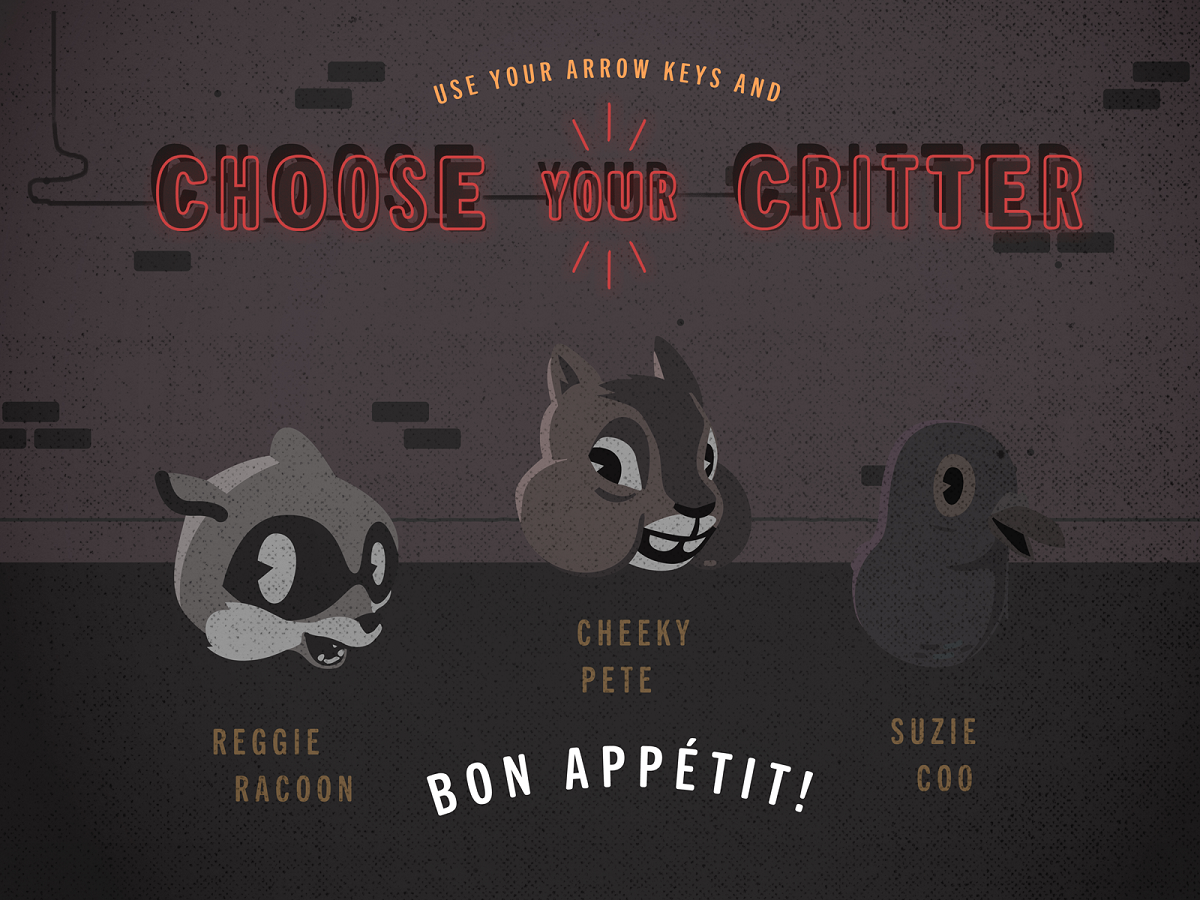 USE YOUR ARROW KEYS AND
CHOOSE YOUR CRITTER
CHEEKY
PETE
REGGIE
RACOON
SUZIE
COO
BON APPÉTIT!